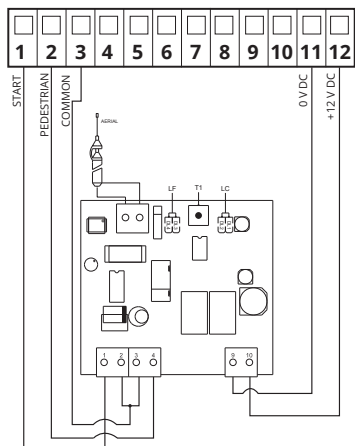 1 2 3 4 5 6 7 8 9 10 11 12
START
PEDESTRIAN
COMMON
0 V DC
+12 V DC
AERIAL
LF
T1
LC
1 2 3 4
9 10